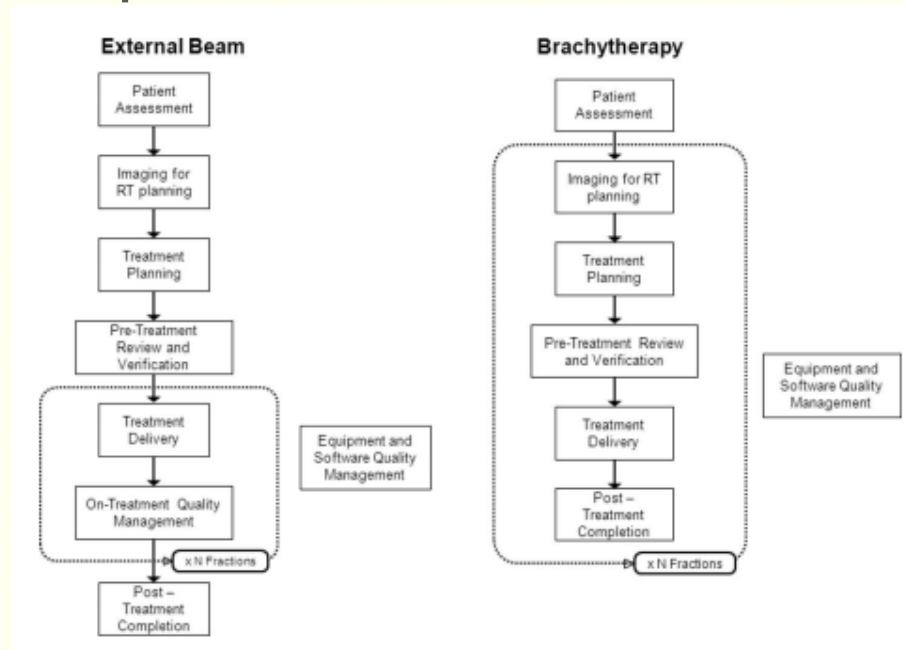 External Beam
Patient
Assessment
Imaging for
RT planning
Treatment
Planning
Pre-Treatment
Review and
Verification
Treatment
Delivery
On-Treatment Quality
Management
x N Fractions
Post –
Treatment
Completion
Equipment and
Software Quality
Management
Brachytherapy
Patient
Assessment
Imaging for RT
planning
Treatment
Planning
Pre-Treatment Review
and Verification
Treatment
Delivery
Post –
Treatment
Completion
x N Fractions
Equipment and
Software Quality
Management